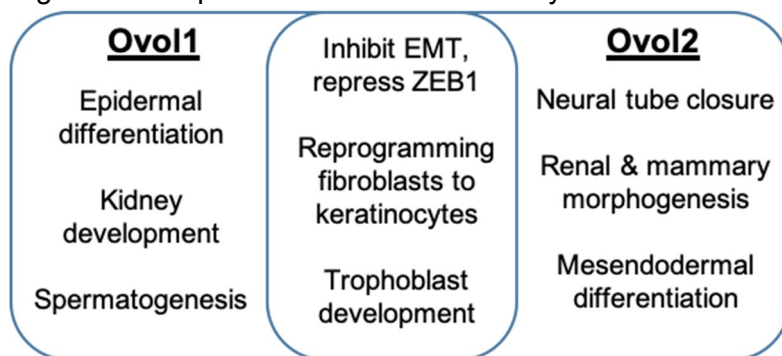 Ovol1
Epidermal
differentiation
Kidney
development
Spermatogenesis
Inhibit EMT,
repress ZEB1
Reprogramming
fibroblasts to
keratinocytes
Trophoblast
development
Ovol2
Neural tube closure
Renal & mammary
morphogenesis
Mesendodermal
differentiation